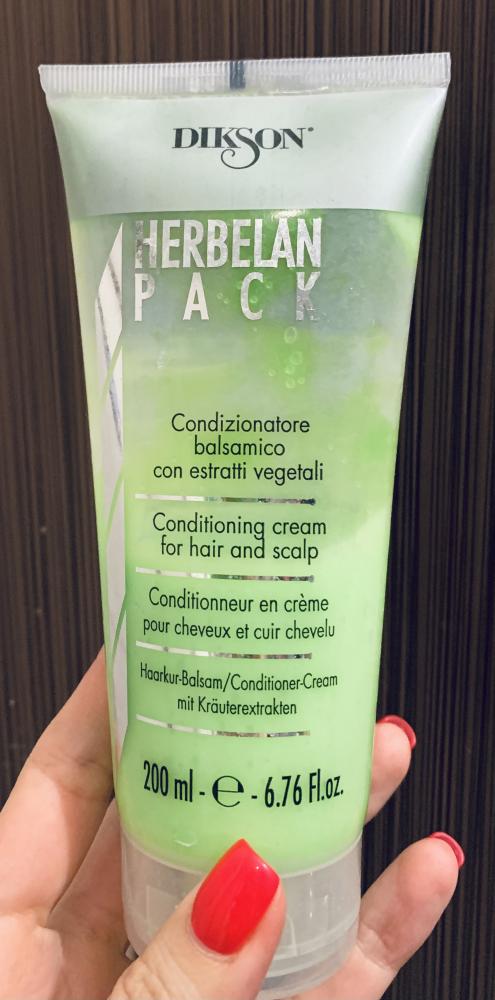 DIKSON®
HERBELAN
PACK
Condizionatore
balsamico
con estratti vegetali
Conditioning cream
for hair and scalp
Conditionneur en crème
pour cheveux et cuir chevelu
Haarkur-Balsam/Conditioner-Cream
mit Kräuterextrakten
200 ml - ℮ - 6.76 Fl.oz.